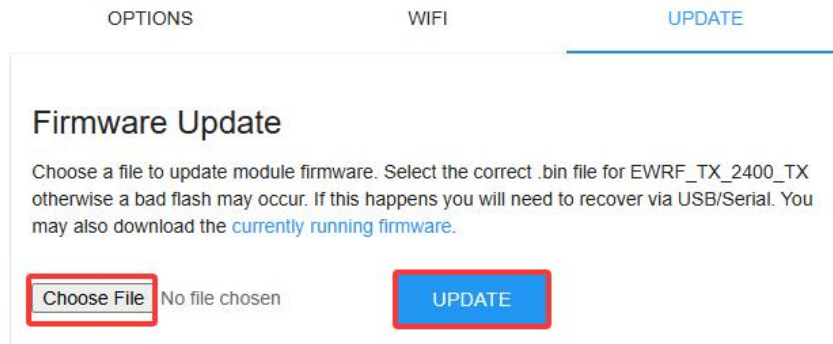 OPTIONS WIFI UPDATE
Firmware Update
Choose a file to update module firmware. Select the correct .bin file for EWRF_TX_2400_TX
otherwise a bad flash may occur. If this happens you will need to recover via USB/Serial. You
may also download the currently running firmware.
Choose File No file chosen UPDATE